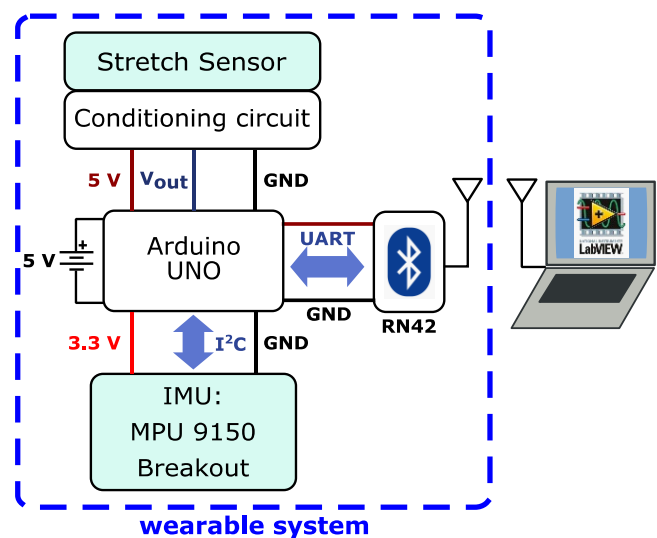 Stretch Sensor
Conditioning circuit
5 V
Vout
GND
5 V
Arduino
UNO
UART
GND
RN42
LabVIEW
3.3 V
I²C
GND
IMU:
MPU 9150
Breakout
wearable system